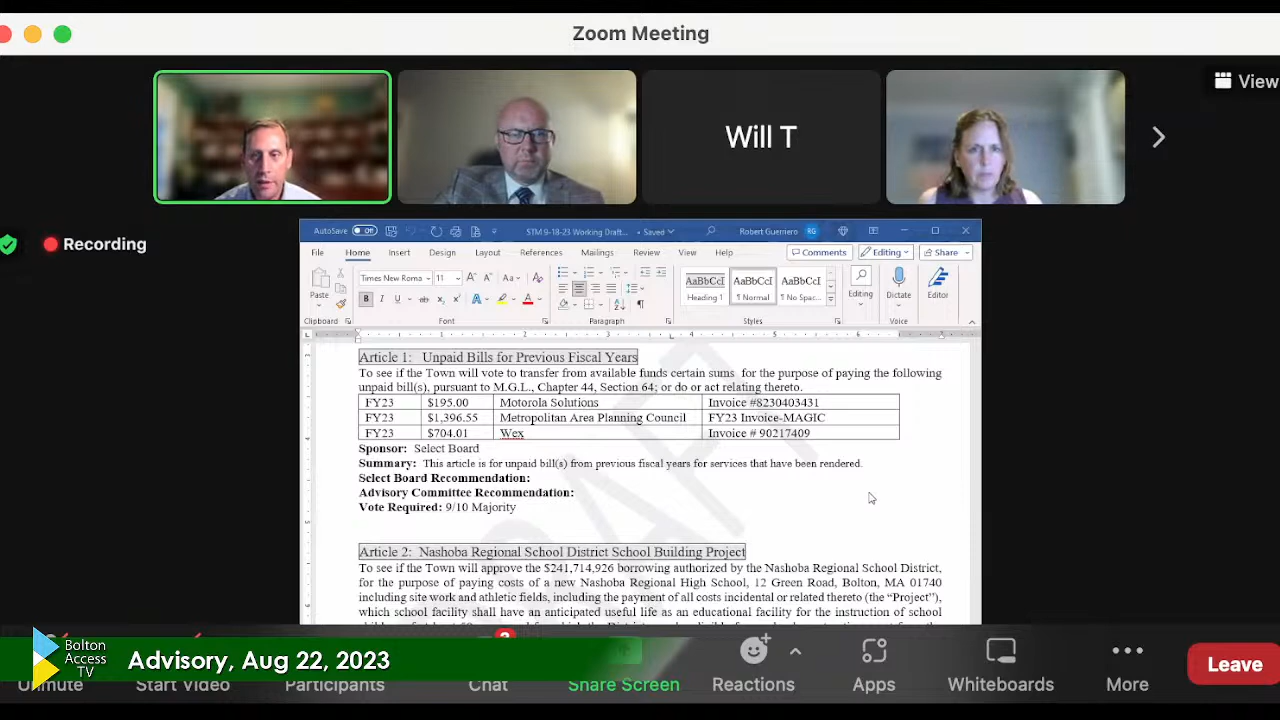 Zoom Meeting
View
Will T
Recording
AutoSave Off STM 9-18-23 Working Draft... • Saved Robert Guerriero RG
File Home Insert Design Layout References Mailings Review View Help Comments Editing Share
Times New Roma 11 Aa
AaBbCcI AaBbCcI AaBbCcI
Paste B I U ab x₂ x² A A Heading 1 ¶ Normal ¶ No Spac... Editing Dictate Editor
Clipboard Font Paragraph Styles Voice
Article 1: Unpaid Bills for Previous Fiscal Years
To see if the Town will vote to transfer from available funds certain sums for the purpose of paying the following
unpaid bill(s), pursuant to M.G.L., Chapter 44, Section 64; or do or act relating thereto.
FY23 $195.00 Motorola Solutions Invoice #8230403431
FY23 $1,396.55 Metropolitan Area Planning Council FY23 Invoice-MAGIC
FY23 $704.01 Wex Invoice # 90217409
Sponsor: Select Board
Summary: This article is for unpaid bill(s) from previous fiscal years for services that have been rendered.
Select Board Recommendation:
Advisory Committee Recommendation:
Vote Required: 9/10 Majority
Article 2: Nashoba Regional School District School Building Project
To see if the Town will approve the $241,714,926 borrowing authorized by the Nashoba Regional School District,
for the purpose of paying costs of a new Nashoba Regional High School, 12 Green Road, Bolton, MA 01740
including site work and athletic fields, including the payment of all costs incidental or related thereto (the “Project”),
which school facility shall have an anticipated useful life as an educational facility for the instruction of school
Bolton
Access
TV
Advisory, Aug 22, 2023
Unmute Start Video Participants Chat Share Screen Reactions Apps Whiteboards More Leave